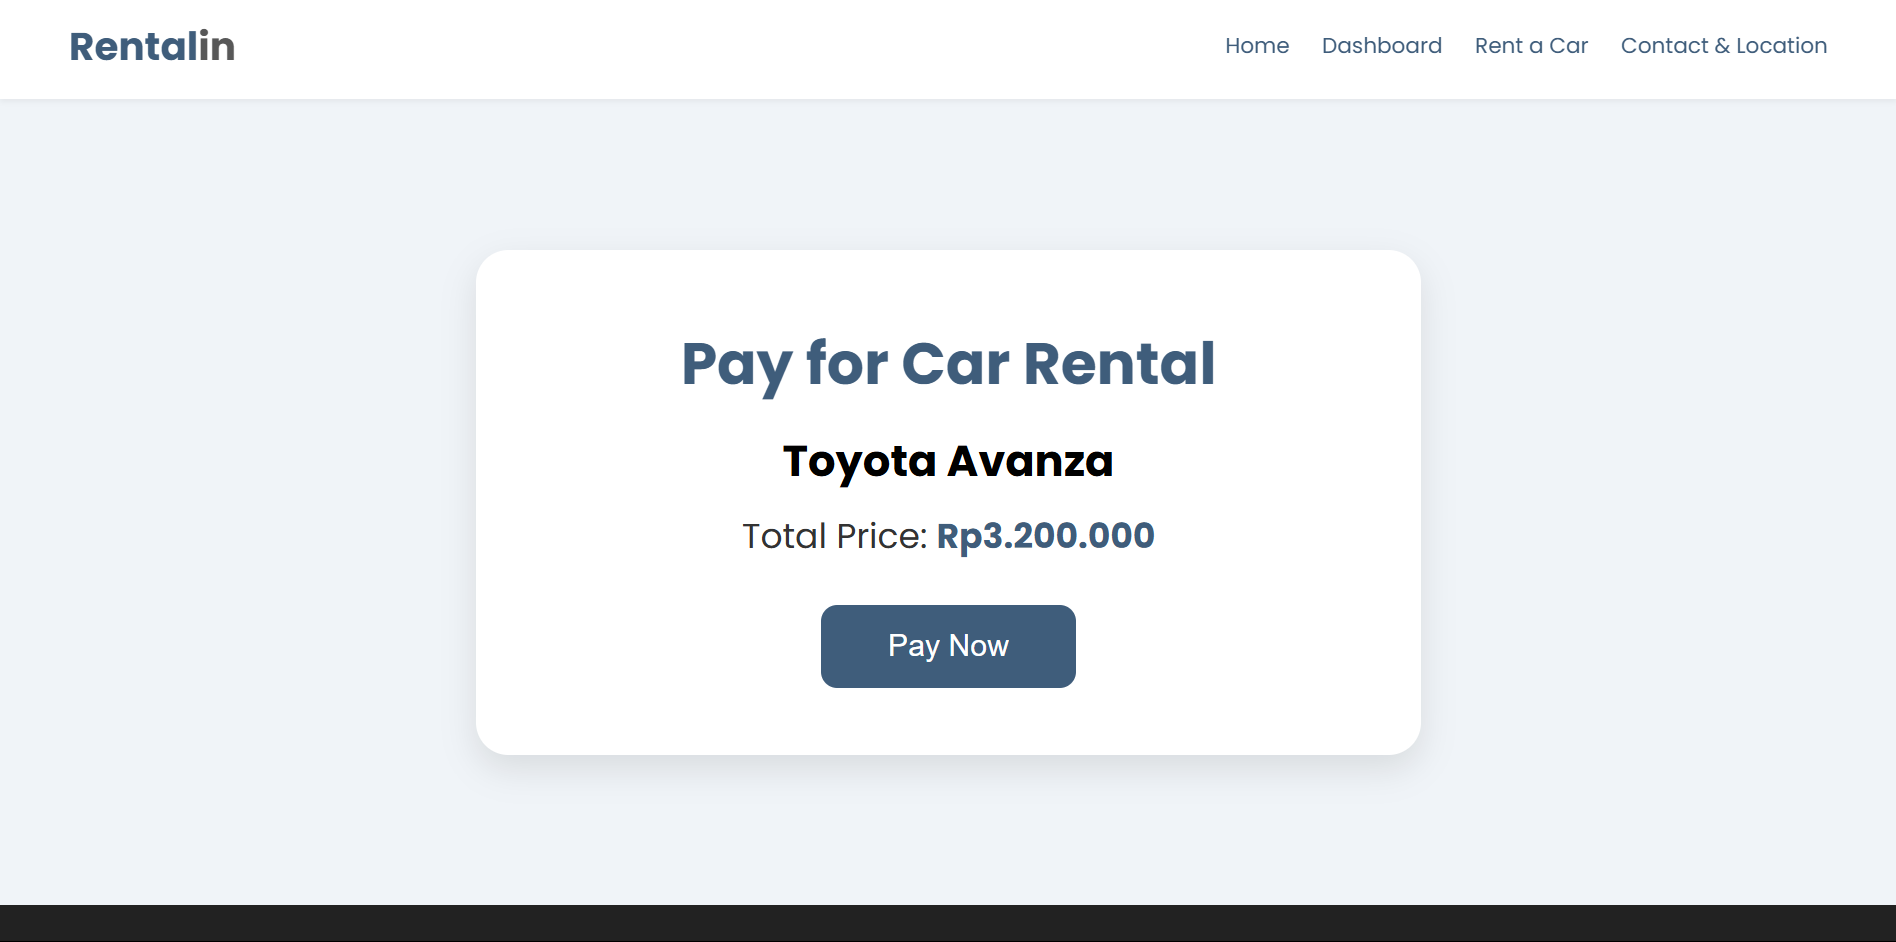 Rentalin
Home Dashboard Rent a Car Contact & Location
Pay for Car Rental
Toyota Avanza
Total Price: Rp3.200.000
Pay Now